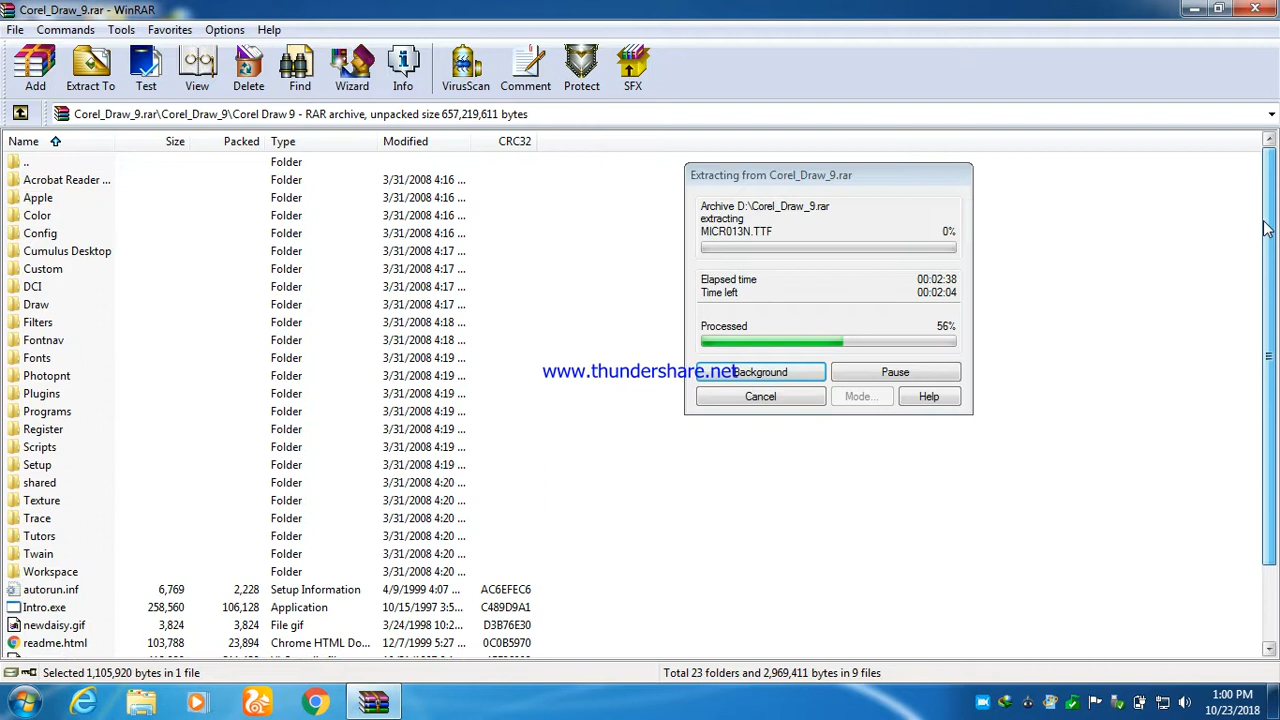 Corel_Draw_9.rar - WinRAR
File Commands Tools Favorites Options Help
Add Extract To Test View Delete Find Wizard Info VirusScan Comment Protect SFX
Corel_Draw_9.rar\Corel_Draw_9\Corel Draw 9 - RAR archive, unpacked size 657,219,611 bytes
Name Size Packed Type Modified CRC32
.. Folder
Acrobat Reader ... Folder 3/31/2008 4:16 ...
Apple Folder 3/31/2008 4:16 ...
Color Folder 3/31/2008 4:16 ...
Config Folder 3/31/2008 4:16 ...
Cumulus Desktop Folder 3/31/2008 4:17 ...
Custom Folder 3/31/2008 4:17 ...
DCI Folder 3/31/2008 4:17 ...
Draw Folder 3/31/2008 4:17 ...
Filters Folder 3/31/2008 4:18 ...
Fontnav Folder 3/31/2008 4:18 ...
Fonts Folder 3/31/2008 4:19 ...
Photopnt Folder 3/31/2008 4:19 ...
Plugins Folder 3/31/2008 4:19 ...
Programs Folder 3/31/2008 4:19 ...
Register Folder 3/31/2008 4:19 ...
Scripts Folder 3/31/2008 4:19 ...
Setup Folder 3/31/2008 4:19 ...
shared Folder 3/31/2008 4:20 ...
Texture Folder 3/31/2008 4:20 ...
Trace Folder 3/31/2008 4:20 ...
Tutors Folder 3/31/2008 4:20 ...
Twain Folder 3/31/2008 4:20 ...
Workspace Folder 3/31/2008 4:20 ...
autorun.inf 6,769 2,228 Setup Information 4/9/1999 4:07 ... AC6EFEC6
Intro.exe 258,560 106,128 Application 10/15/1997 3:5... C489D9A1
newdaisy.gif 3,824 3,824 File gif 3/24/1998 10:2... D3B76E30
readme.html 103,788 23,894 Chrome HTML Do... 12/7/1999 5:27 ... 0C0B5970
Extracting from Corel_Draw_9.rar
Archive D:\Corel_Draw_9.rar
extracting
MICR013N.TTF 0%
Elapsed time 00:02:38
Time left 00:02:04
Processed 56%
www.thundershare.net
Background Pause
Cancel Mode... Help
Selected 1,105,920 bytes in 1 file Total 23 folders and 2,969,411 bytes in 9 files
1:00 PM
10/23/2018